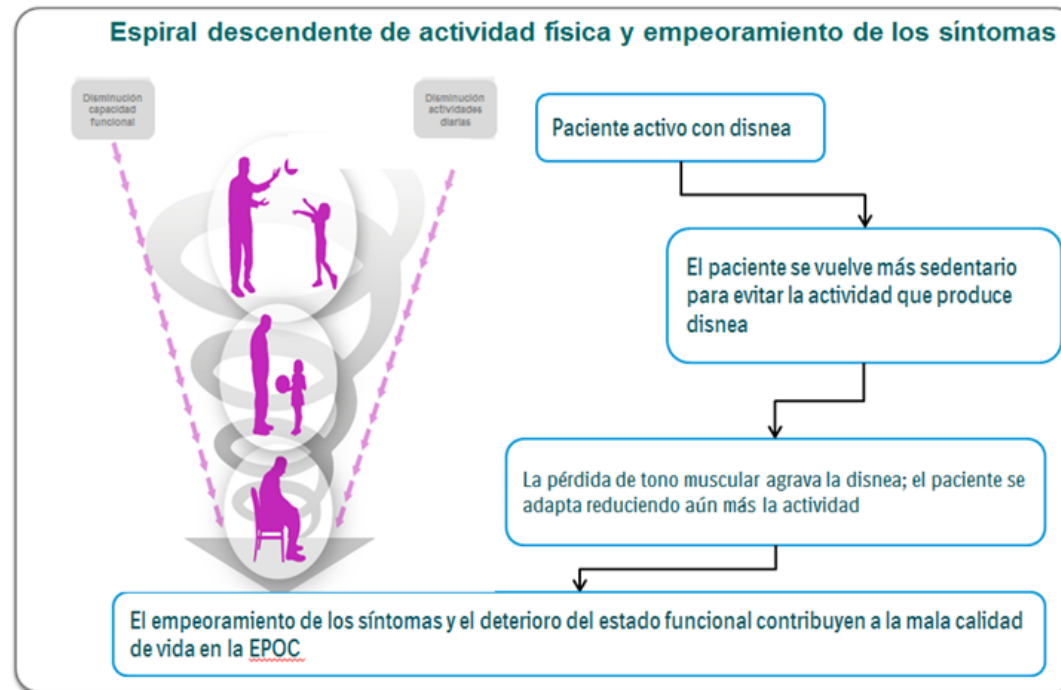 Espiral descendente de actividad física y empeoramiento de los síntomas
Disminución
capacidad
funcional
Disminución
actividades
diarias
Paciente activo con disnea
El paciente se vuelve más sedentario
para evitar la actividad que produce
disnea
La pérdida de tono muscular agrava la disnea; el paciente se
adapta reduciendo aún más la actividad
El empeoramiento de los síntomas y el deterioro del estado funcional contribuyen a la mala calidad
de vida en la EPOC